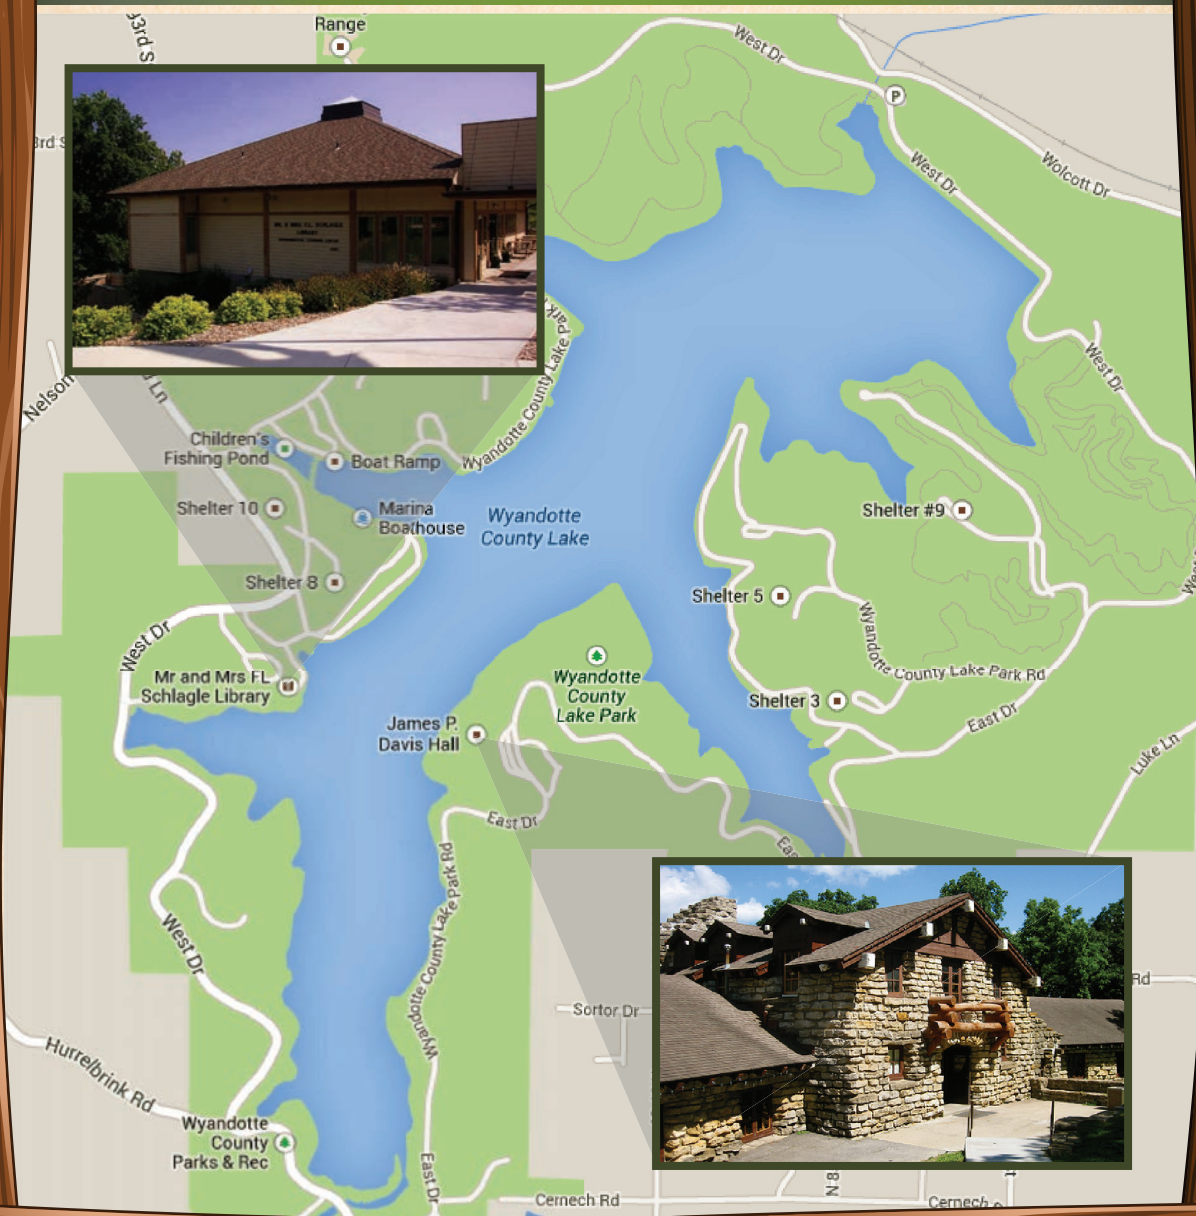 Range
West Dr
P
Wolcott Dr
West Dr
LIBRARY
Wyandotte County Lake Park
West Dr
Nelson
Ln
Children's
Fishing Pond
Boat Ramp
Shelter 10
Marina
Boathouse
Wyandotte
County Lake
Shelter #9
Shelter 8
Shelter 5
West Dr
Wyandotte County Lake Park Rd
Mr and Mrs FL
Schlagle Library
Wyandotte
County
Lake Park
Shelter 3
James P.
Davis Hall
East Dr
Luke Ln
East Dr
Wyandotte County Lake Park Rd
West Dr
Rd
Sortor Dr
Hurrelbrink Rd
Wyandotte
County
Parks & Rec
East Dr
Cernech Rd
N 8
Cernech